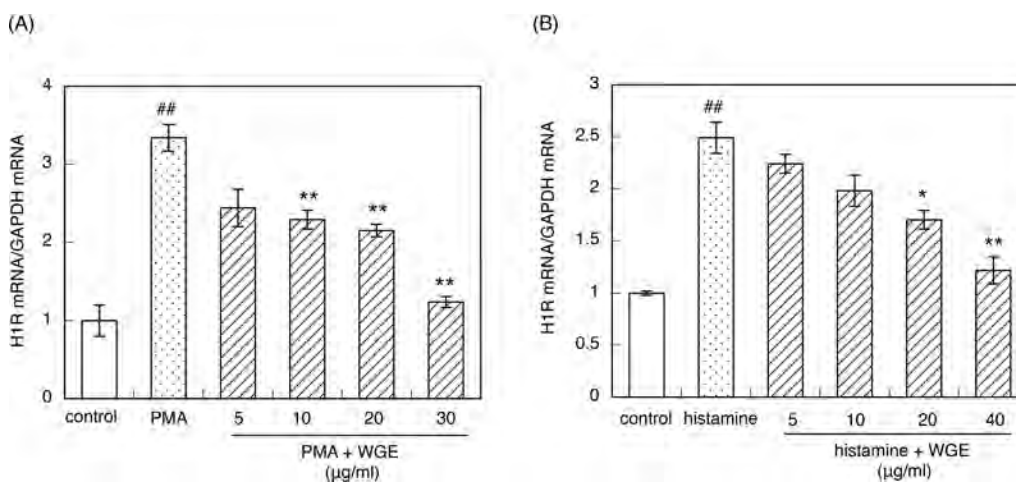 (A)
H1R mRNA/GAPDH mRNA
4
3
2
1
0
##
**
**
**
control PMA 5 10 20 30
PMA + WGE
(μg/ml)
(B)
H1R mRNA/GAPDH mRNA
3
2.5
2
1.5
1
0.5
0
##
*
**
control histamine 5 10 20 40
histamine + WGE
(μg/ml)